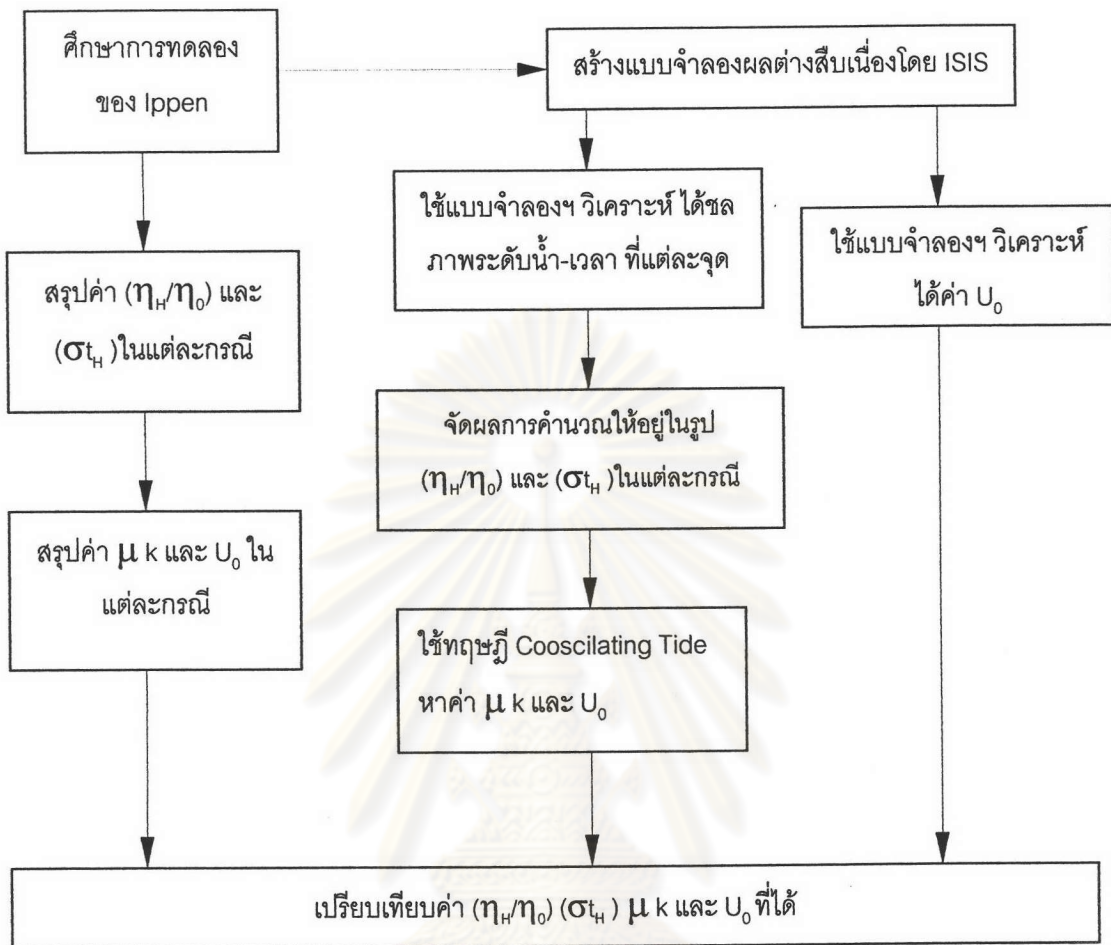 ศึกษาการทดลอง
ของ Ippen
สร้างแบบจำลองผลต่างสืบเนื่องโดย ISIS
ใช้แบบจำลองฯ วิเคราะห์ ได้ชล
ภาพระดับน้ำ-เวลา ที่แต่ละจุด
ใช้แบบจำลองฯ วิเคราะห์
ได้ค่า U₀
สรุปค่า (η_H/η₀) และ
(σt_H )ในแต่ละกรณี
จัดผลการคำนวณให้อยู่ในรูป
(η_H/η₀) และ (σt_H )ในแต่ละกรณี
สรุปค่า μ k และ U₀ ใน
แต่ละกรณี
ใช้ทฤษฎี Cooscilating Tide
หาค่า μ k และ U₀
เปรียบเทียบค่า (η_H/η₀) (σt_H ) μ k และ U₀ ที่ได้